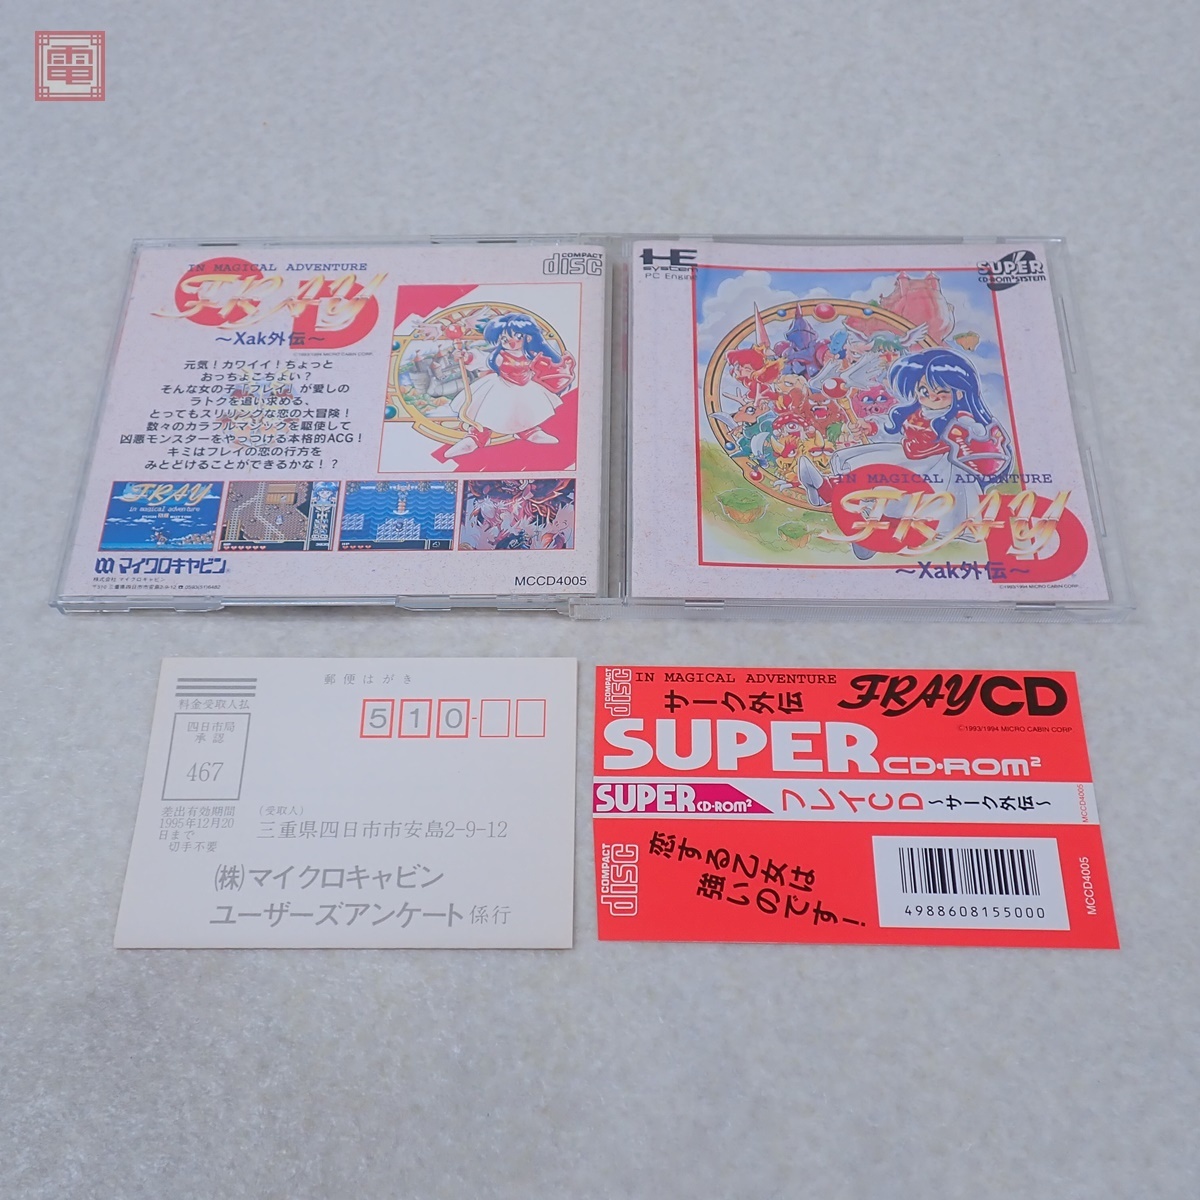 電
IN MAGICAL ADVENTURE
FRAY CD
～Xak外伝～
©1993/1994 MICRO CABIN CORP.
COMPACT
disc
元気！カワイイ！ちょっと
おっちょこちょい？
そんな女の子『フレイ』が愛しの
ラトクを追い求める、
とってもスリリングな恋の大冒険！
数々のカラフルマジックを駆使して
凶悪モンスターをやっつける本格的ACG！
キミはフレイの恋の行方を
みとどけることができるかな！？
FRAY
in magical adventure
マイクロキャビン
株式会社 マイクロキャビン
MCCD4005
HE
system
PC Engine
SUPER
CD-ROM² SYSTEM
IN MAGICAL ADVENTURE
FRAY CD
～Xak外伝～
©1993/1994 MICRO CABIN CORP.
郵便はがき
料金受取人払
四日市局
承認
467
差出有効期間
1995年12月20
日まで
切手不要
510-
（受取人）
三重県四日市市安島2-9-12
(株)マイクロキャビン
ユーザーズアンケート係行
COMPACT
disc
IN MAGICAL ADVENTURE
サーク外伝
FRAY CD
©1993/1994 MICRO CABIN CORP.
SUPER CD-ROM²
SUPER CD-ROM²
フレイCD～サーク外伝～
MCCD4005
COMPACT
disc
恋する乙女は
強いのです！
4988608155000
MCCD4005